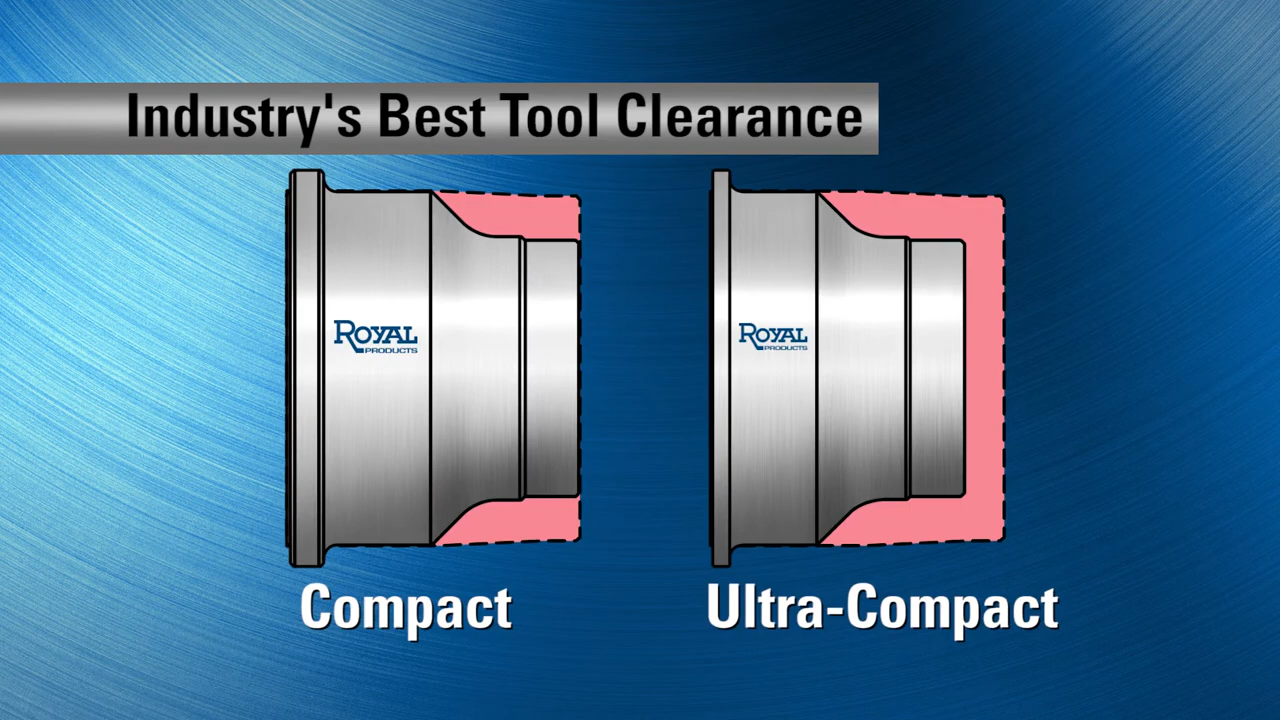 Industry's Best Tool Clearance
ROYAL
PRODUCTS
ROYAL
PRODUCTS
Compact
Ultra-Compact